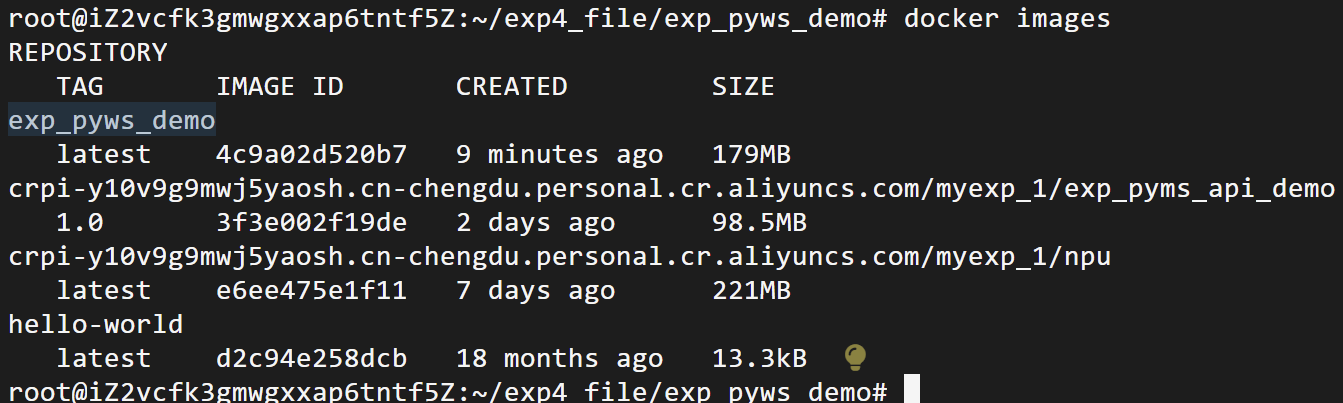 root@iZ2vcfk3gmwgxxap6tntf5Z:~/exp4_file/exp_pyws_demo# docker images
REPOSITORY
TAG IMAGE ID CREATED SIZE
exp_pyws_demo
latest 4c9a02d520b7 9 minutes ago 179MB
crpi-y10v9g9mwj5yaosh.cn-chengdu.personal.cr.aliyuncs.com/myexp_1/exp_pyms_api_demo
1.0 3f3e002f19de 2 days ago 98.5MB
crpi-y10v9g9mwj5yaosh.cn-chengdu.personal.cr.aliyuncs.com/myexp_1/npu
latest e6ee475e1f11 7 days ago 221MB
hello-world
latest d2c94e258dcb 18 months ago 13.3kB
root@iZ2vcfk3gmwgxxap6tntf5Z:~/exp4_file/exp_pyws_demo#